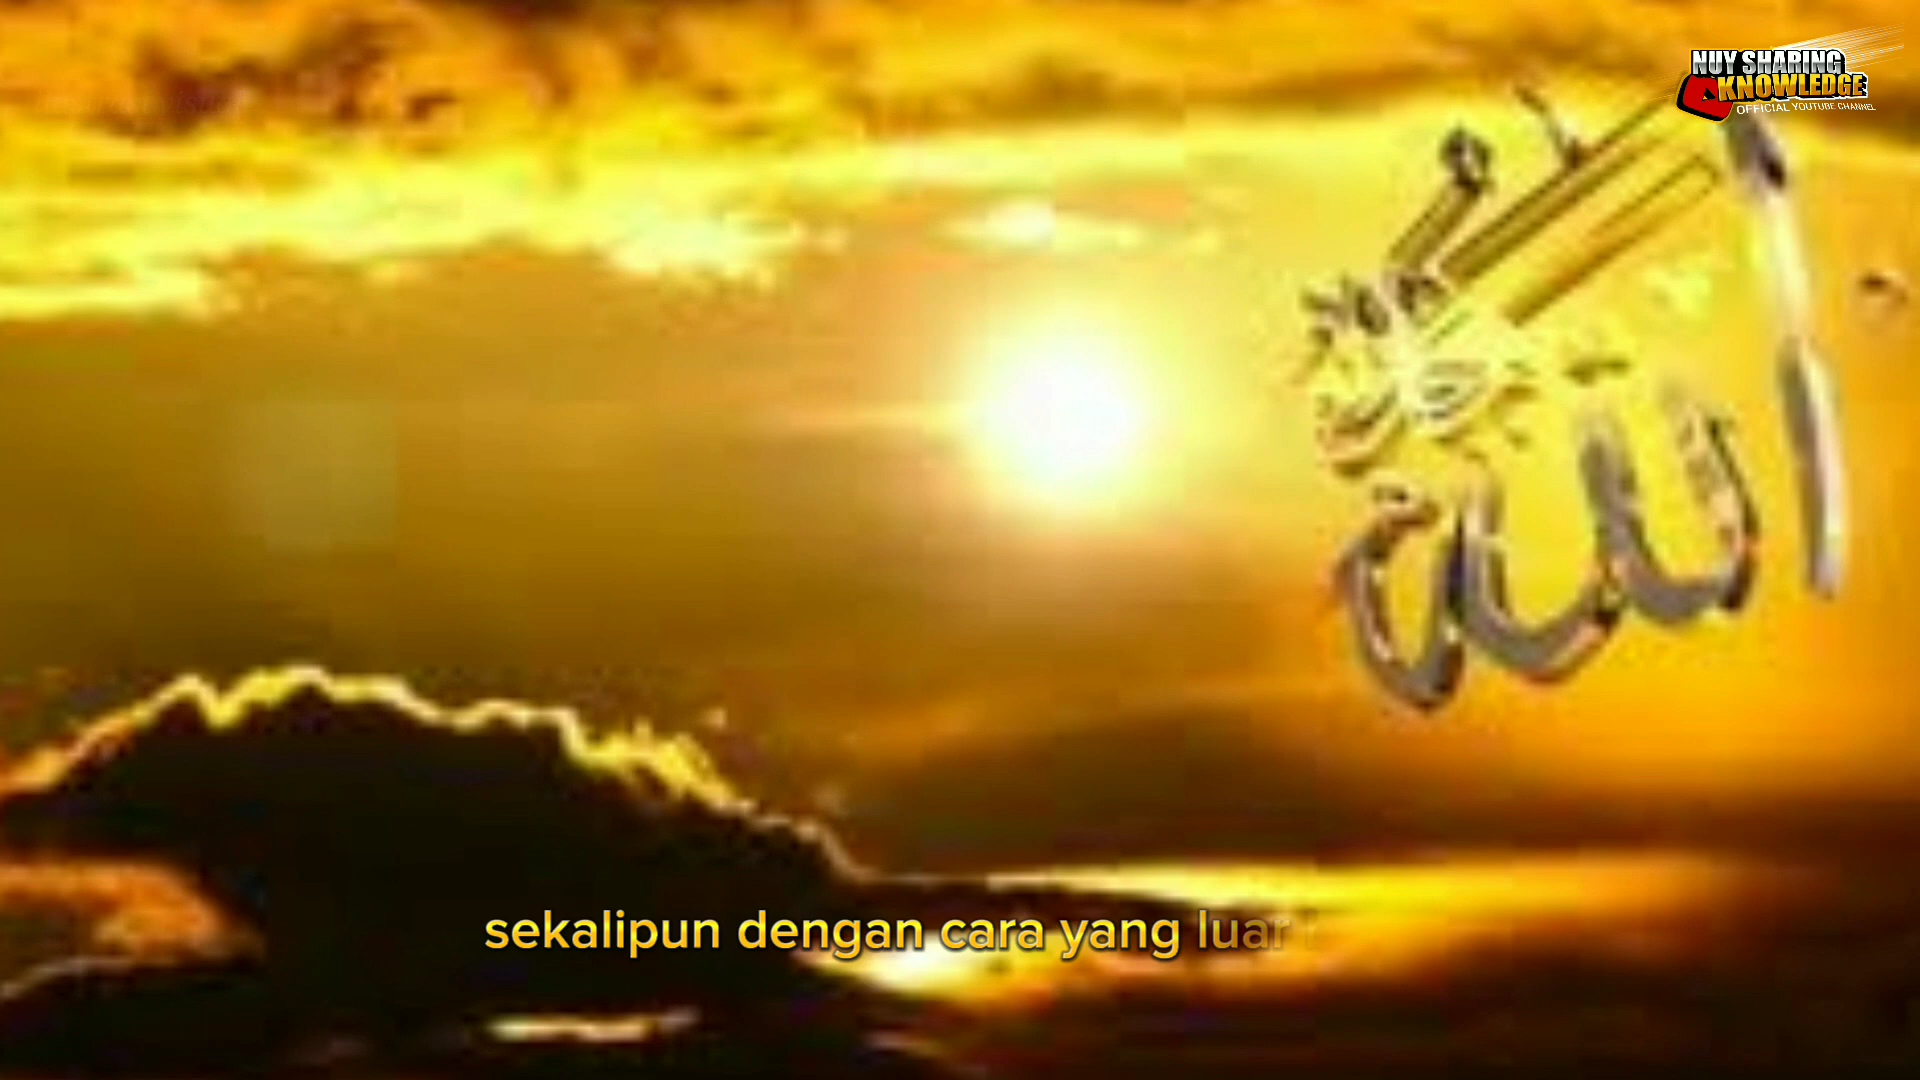 NUY SHARING
KNOWLEDGE
OFFICIAL YOUTUBE CHANNEL
الله
sekalipun dengan cara yang luar